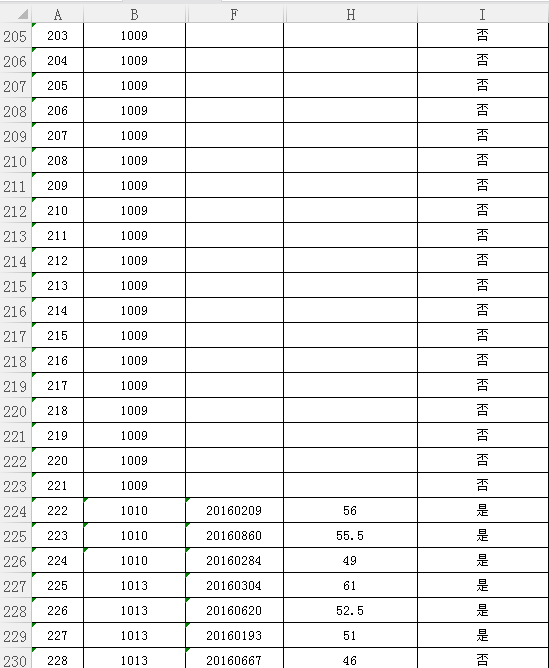 A B F H I
205 203 1009 否
206 204 1009 否
207 205 1009 否
208 206 1009 否
209 207 1009 否
210 208 1009 否
211 209 1009 否
212 210 1009 否
213 211 1009 否
214 212 1009 否
215 213 1009 否
216 214 1009 否
217 215 1009 否
218 216 1009 否
219 217 1009 否
220 218 1009 否
221 219 1009 否
222 220 1009 否
223 221 1009 否
224 222 1010 20160209 56 是
225 223 1010 20160860 55.5 是
226 224 1010 20160284 49 是
227 225 1013 20160304 61 是
228 226 1013 20160620 52.5 是
229 227 1013 20160193 51 是
230 228 1013 20160667 46 否